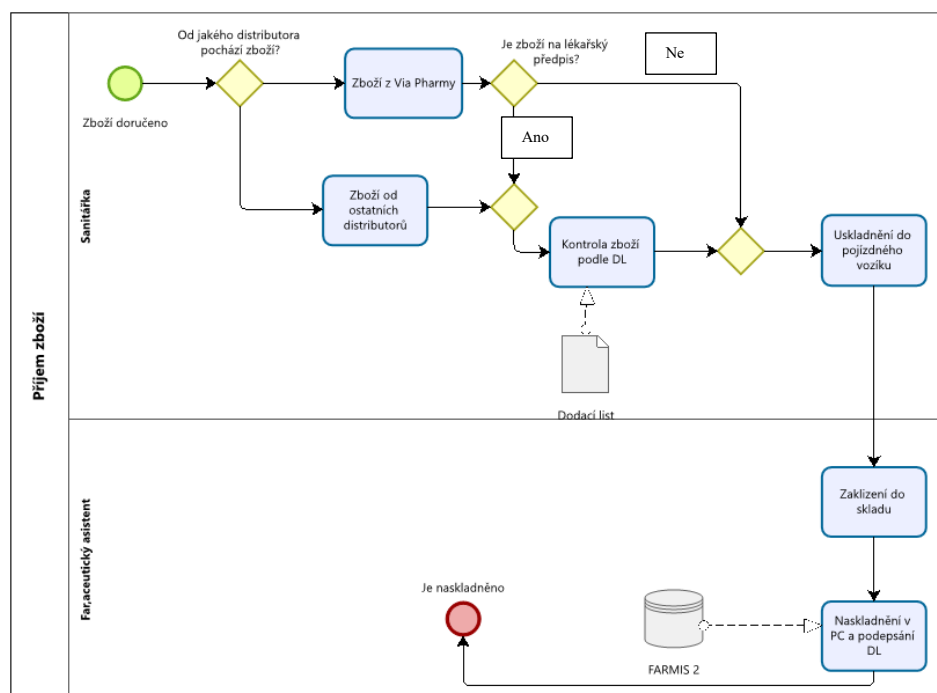 Příjem zboží
Sanitářka
Od jakého distributora
pochází zboží?
Je zboží na lékařský
předpis?
Ne
Zboží doručeno
Zboží z Via Pharmy
Ano
Zboží od
ostatních
distributorů
Kontrola zboží
podle DL
Uskladnění do
pojízdného
vozíku
Dodací list
Far,aceutický asistent
Zaklizení do
skladu
Je naskladněno
FARMIS 2
Naskladnění v
PC a podepsání
DL